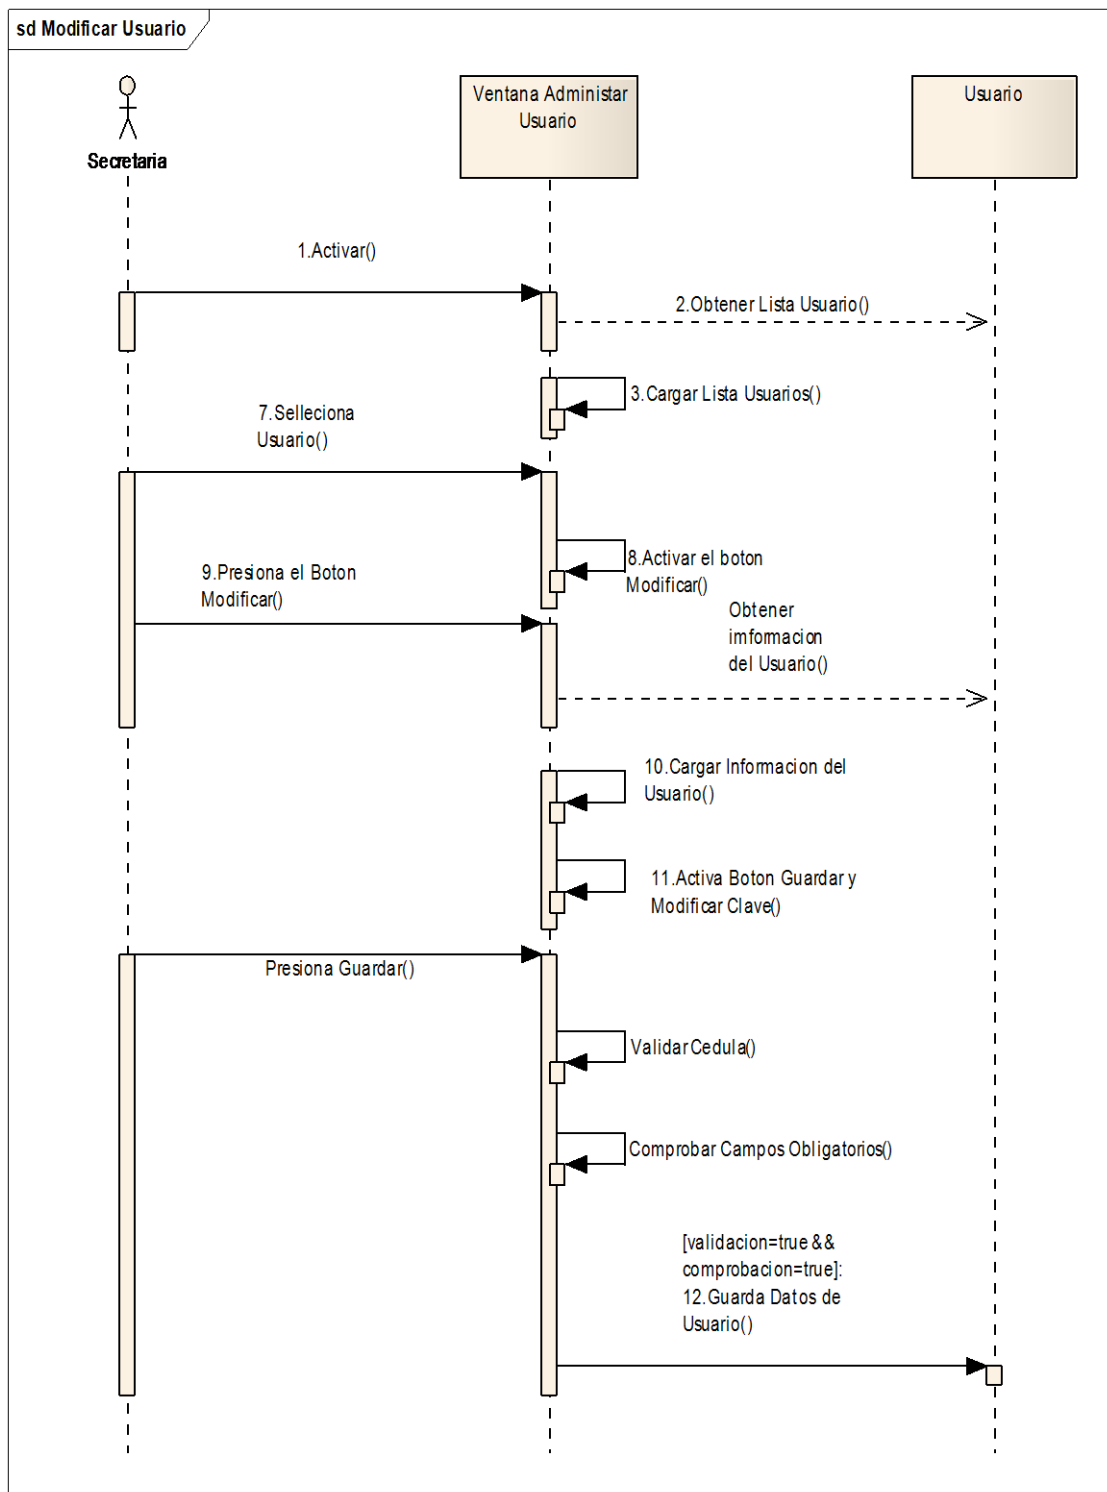 sd Modificar Usuario
Secretaria
Ventana Administar
Usuario
Usuario
1.Activar()
2.Obtener Lista Usuario()
3.Cargar Lista Usuarios()
7.Selleciona
Usuario()
8.Activar el boton
Modificar()
9.Presiona el Boton
Modificar()
Obtener
imformacion
del Usuario()
10.Cargar Informacion del
Usuario()
11.Activa Boton Guardar y
Modificar Clave()
Presiona Guardar()
Validar Cedula()
Comprobar Campos Obligatorios()
[validacion=true &&
comprobacion=true]:
12.Guarda Datos de
Usuario()